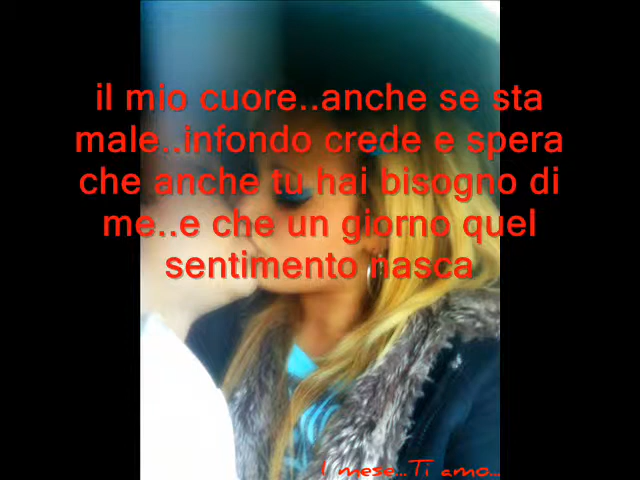 il mio cuore..anche se sta
male..infondo crede e spera
che anche tu hai bisogno di
me..e che un giorno quel
sentimento nasca
1 mese...Ti amo...